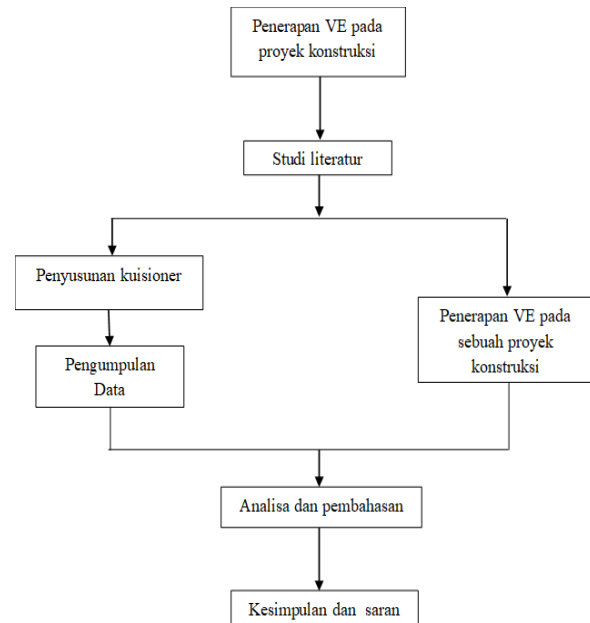 Penerapan VE pada
proyek konstruksi
Studi literatur
Penyusunan kuisioner
Pengumpulan
Data
Penerapan VE pada
sebuah proyek
konstruksi
Analisa dan pembahasan
Kesimpulan dan saran